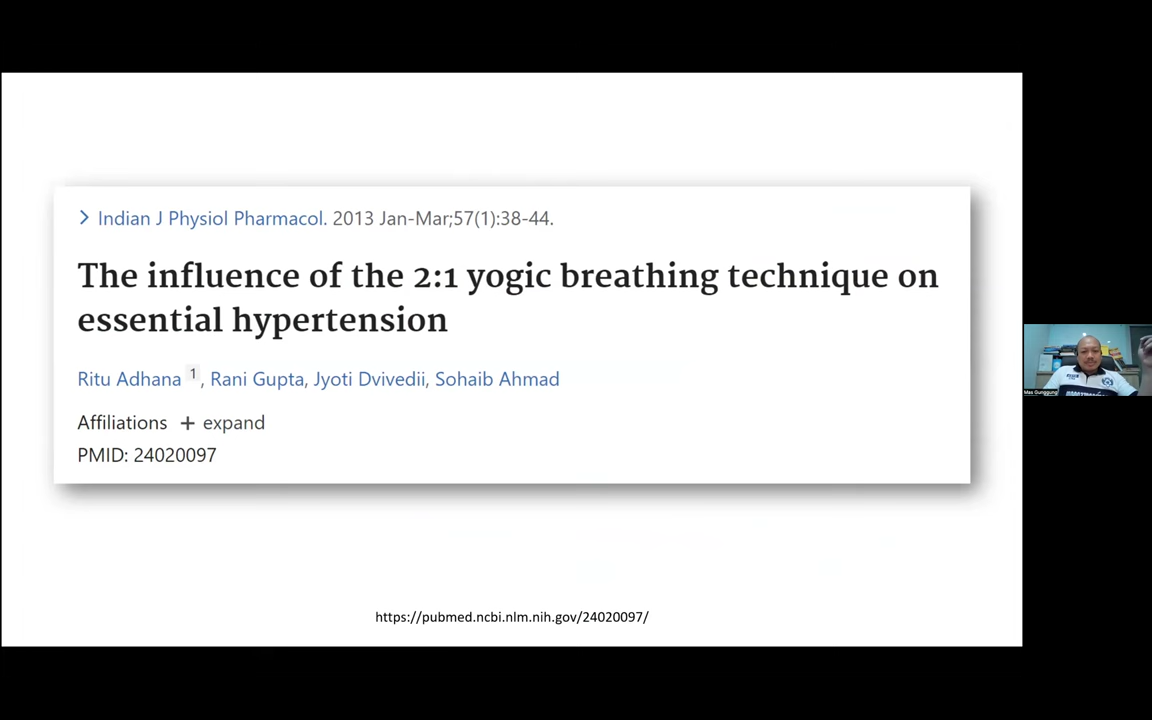 Indian J Physiol Pharmacol. 2013 Jan-Mar;57(1):38-44.
The influence of the 2:1 yogic breathing technique on
essential hypertension
Ritu Adhana 1, Rani Gupta, Jyoti Dvivedii, Sohaib Ahmad
Affiliations + expand
PMID: 24020097
https://pubmed.ncbi.nlm.nih.gov/24020097/
Mas Gunggung